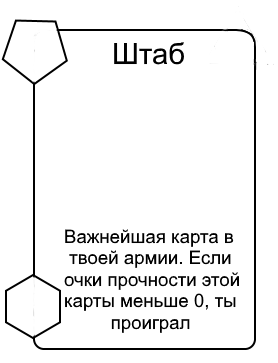 Штаб
Важнейшая карта в
твоей армии. Если
очки прочности этой
карты меньше 0, ты
проиграл